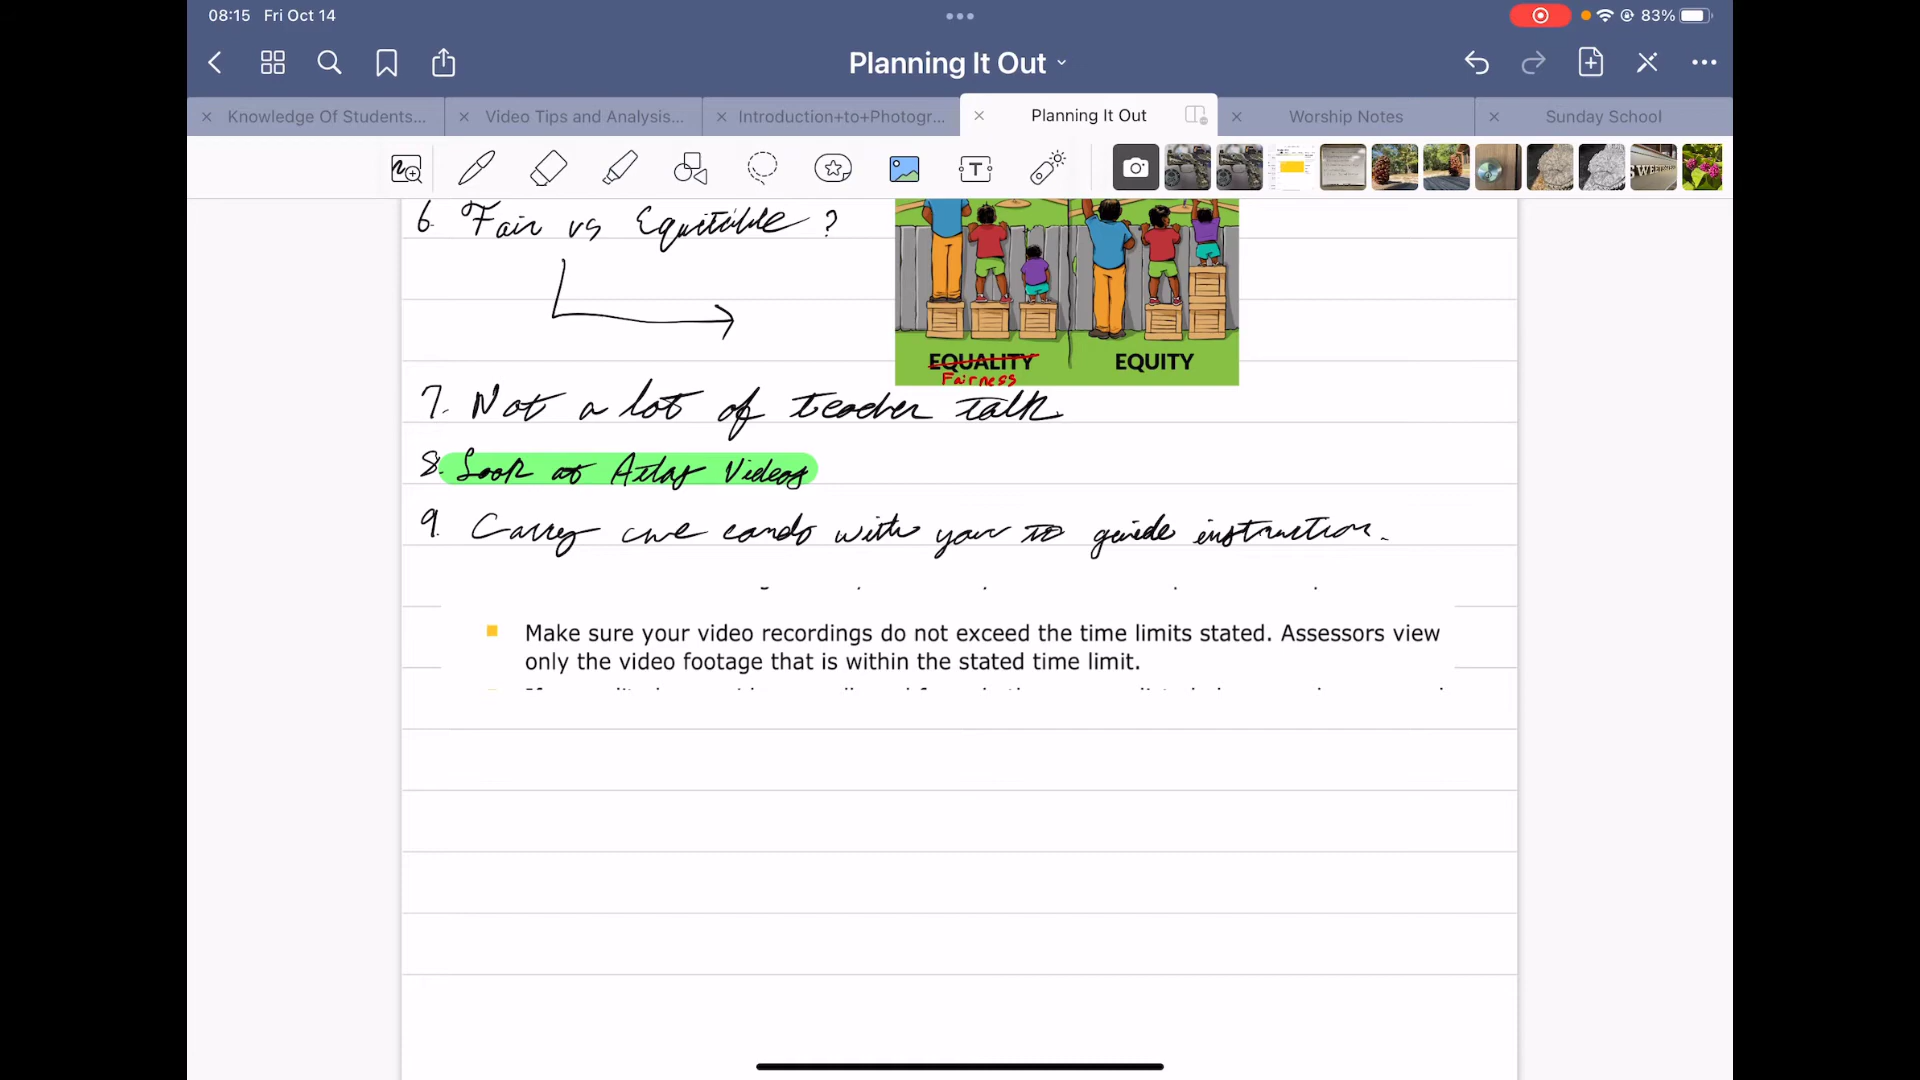 08:15 Fri Oct 14
83%
Planning It Out
Knowledge Of Students...
Video Tips and Analysis...
Introduction+to+Photogr...
Planning It Out
Worship Notes
Sunday School
T
SWEET
6. Fair vs Equitable ?
EQUALITY
Fairness
EQUITY
7. Not a lot of teacher talk.
8. Look at Atlas Videos
9. Carry cue cards with your to guide instruction.
Make sure your video recordings do not exceed the time limits stated. Assessors view
only the video footage that is within the stated time limit.